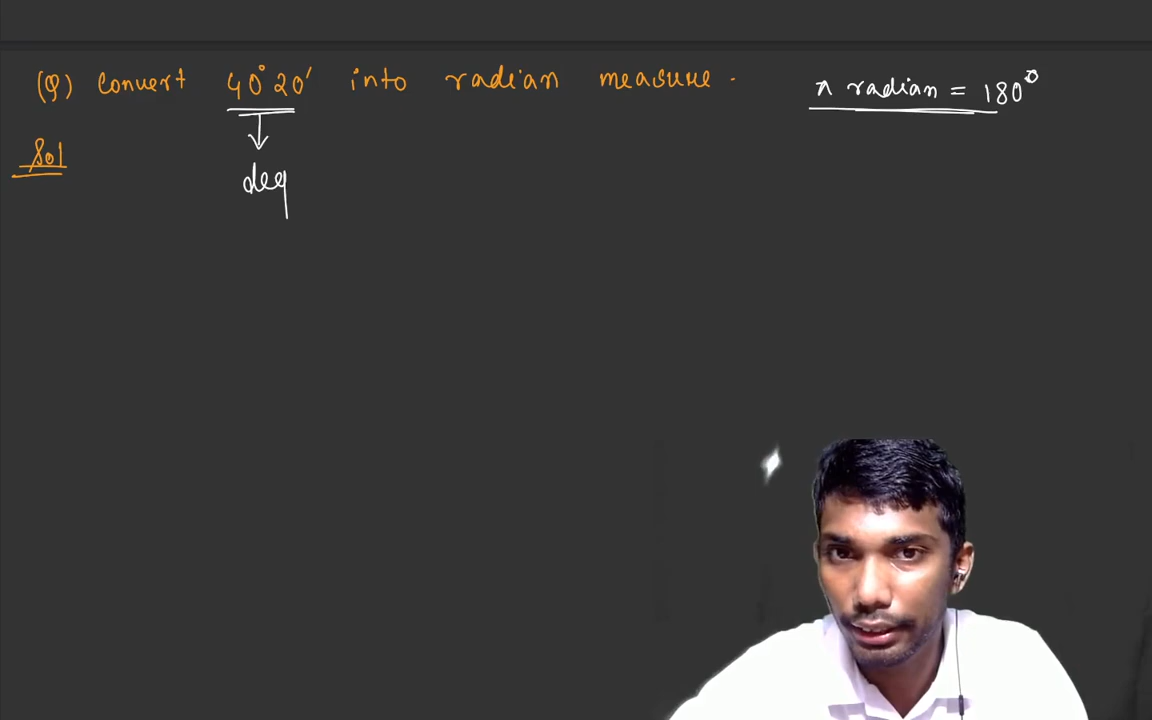 (Q) convert 40° 20′ into radian measure .
π radian = 180°
Sol
deg